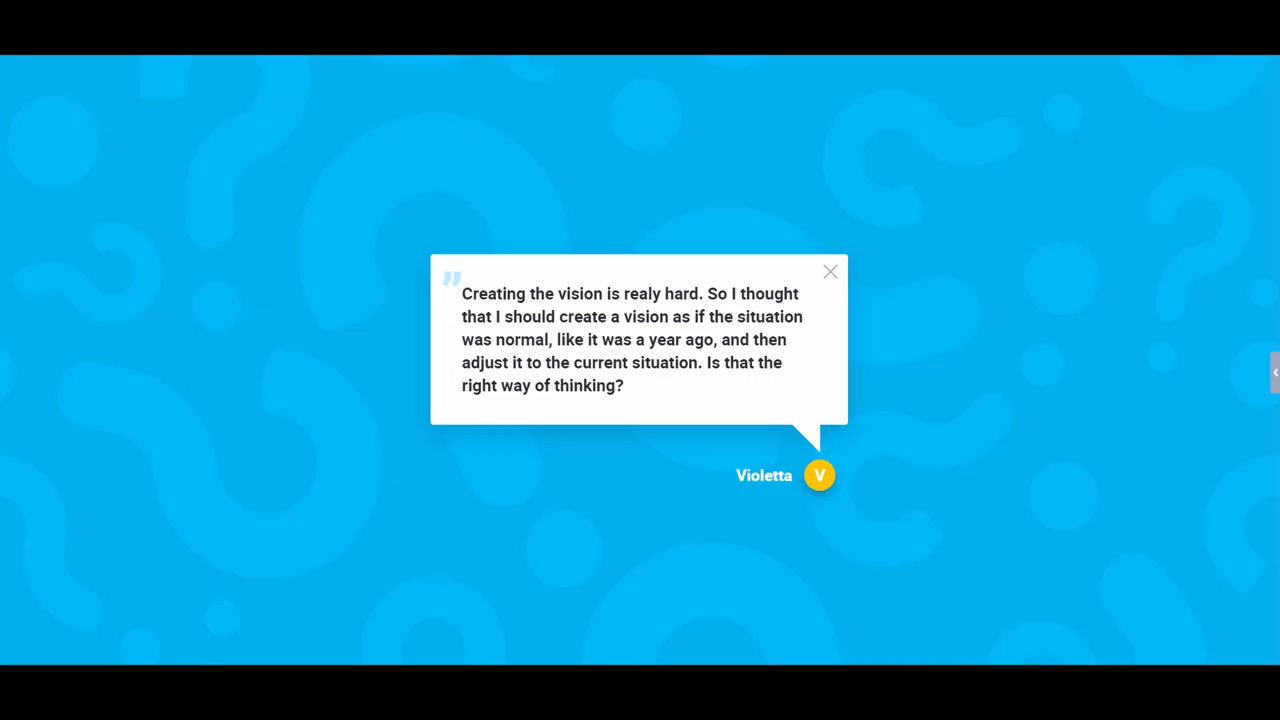 Creating the vision is realy hard. So I thought
that I should create a vision as if the situation
was normal, like it was a year ago, and then
adjust it to the current situation. Is that the
right way of thinking?
Violetta V